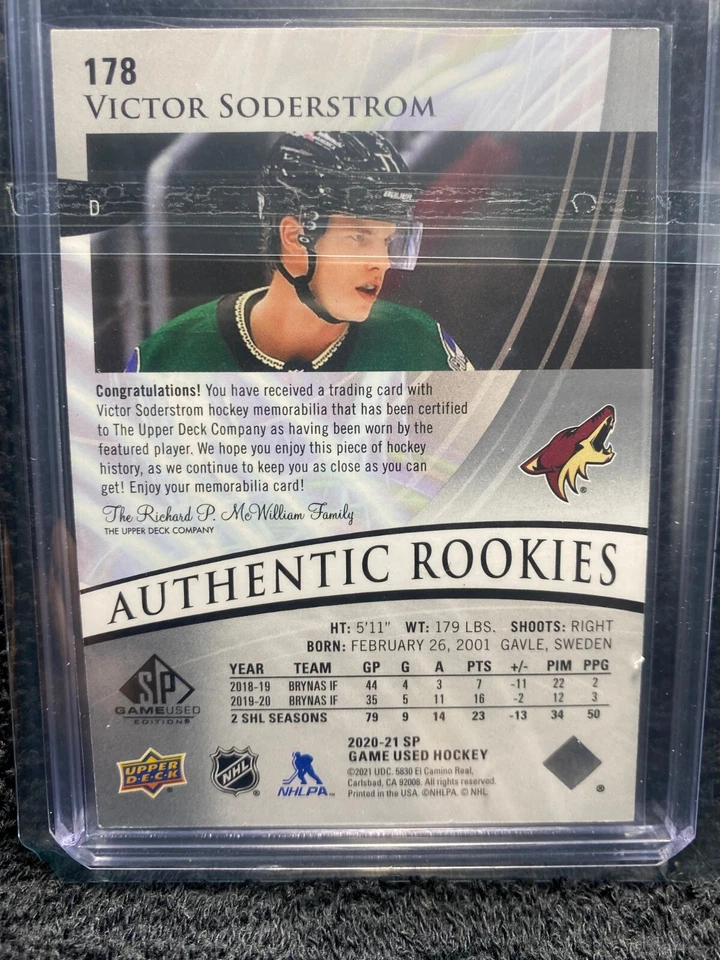 178
VICTOR SODERSTROM
D
Congratulations! You have received a trading card with
Victor Soderstrom hockey memorabilia that has been certified
to The Upper Deck Company as having been worn by the
featured player. We hope you enjoy this piece of hockey
history, as we continue to keep you as close as you can
get! Enjoy your memorabilia card!
The Richard P. McWilliam Family
THE UPPER DECK COMPANY
AUTHENTIC ROOKIES
HT: 5'11" WT: 179 LBS. SHOOTS: RIGHT
BORN: FEBRUARY 26, 2001 GAVLE, SWEDEN
YEAR TEAM GP G A PTS +/- PIM PPG
2018-19 BRYNAS IF 44 4 3 7 -11 22 2
2019-20 BRYNAS IF 35 5 11 16 -2 12 3
2 SHL SEASONS 79 9 14 23 -13 34 50
SP
GAMEUSED
EDITION®
2020-21 SP
GAME USED HOCKEY
©2021 UDC. 5830 El Camino Real,
Carlsbad, CA 92008. All rights reserved.
Printed in the USA. ©NHLPA. © NHL
UPPER
D·E·C·K
NHL
NHLPA